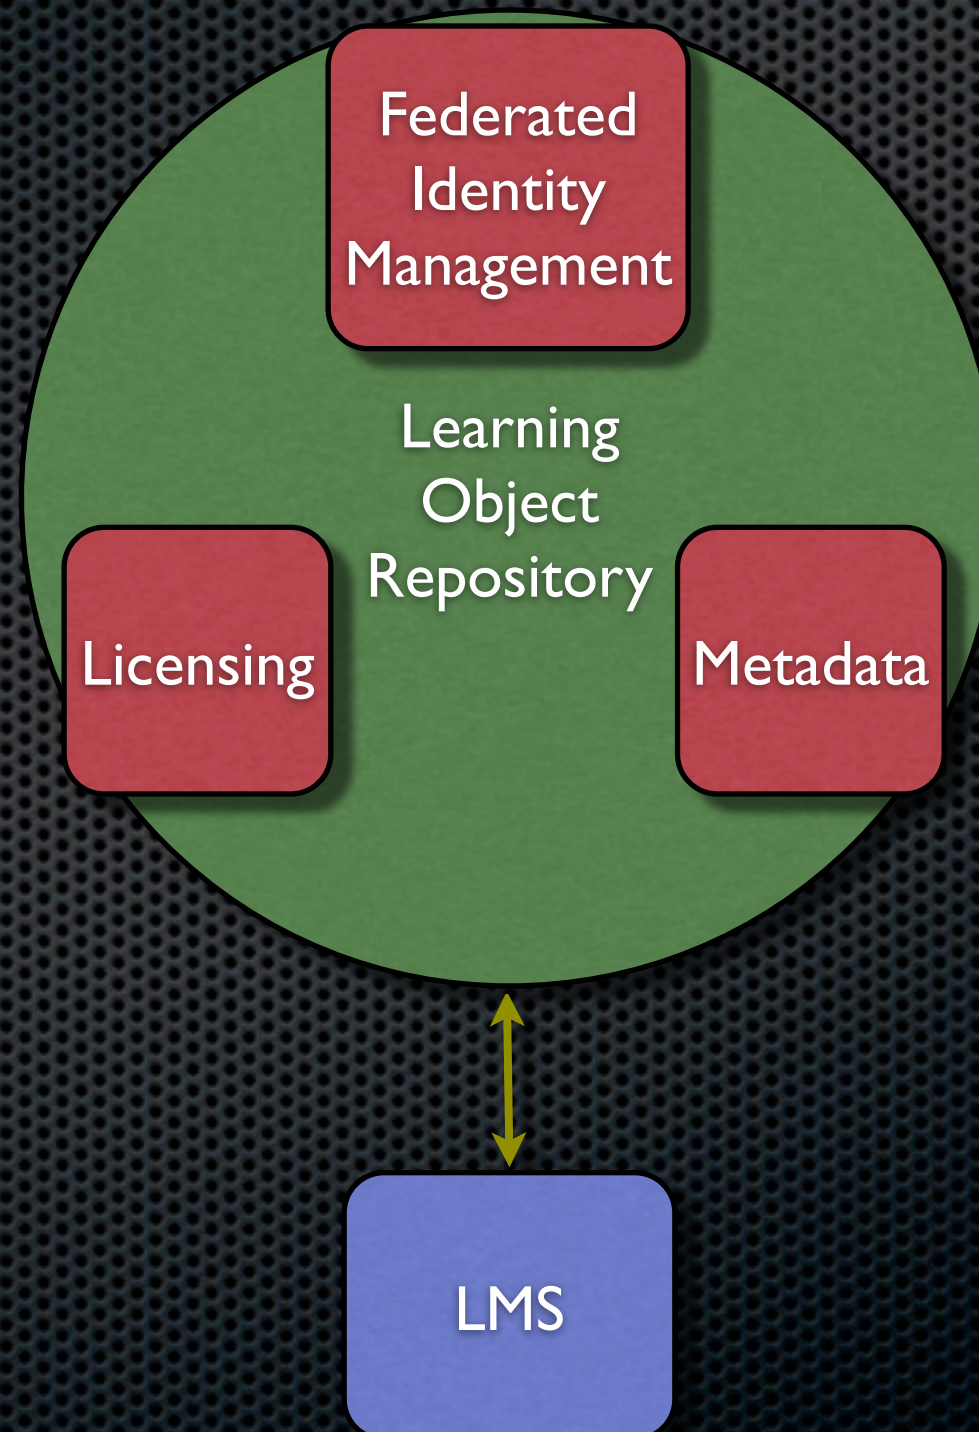 Federated
Identity
Management
Learning
Object
Repository
Licensing
Metadata
LMS